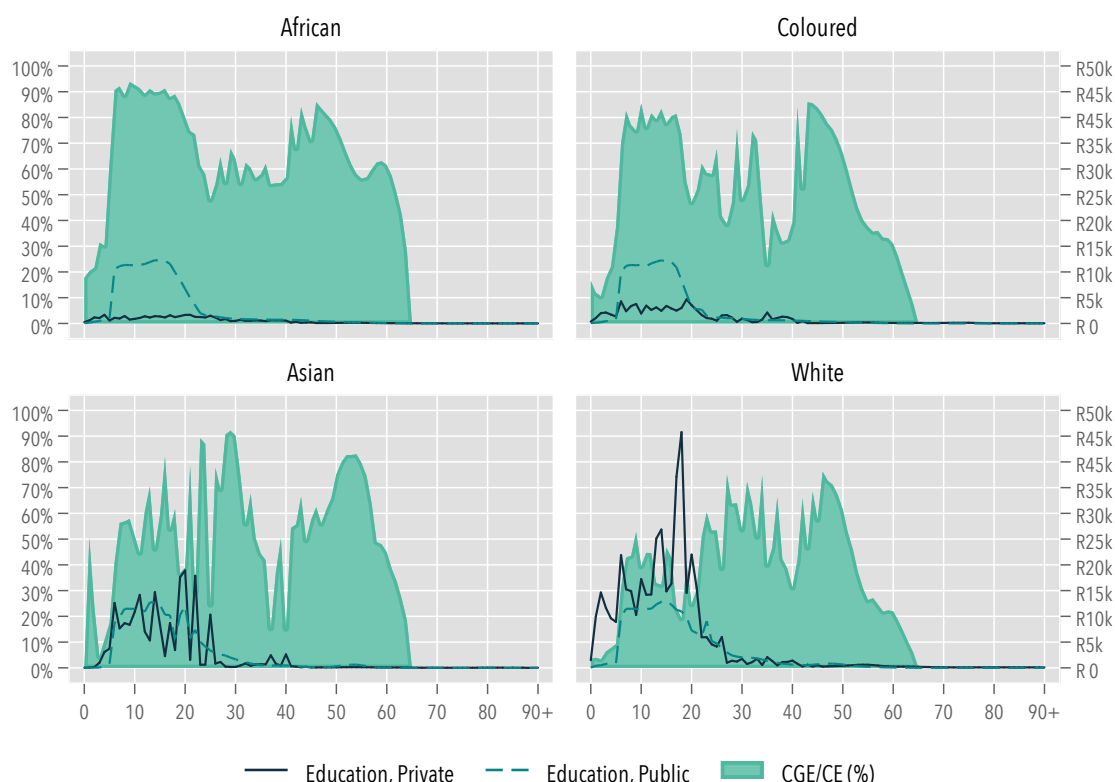 African
Coloured
100%
90%
80%
70%
60%
50%
40%
30%
20%
10%
0%
R50k
R45k
R45k
R35k
R30k
R25k
R20k
R15k
R10k
R5k
R 0
Asian
White
100%
90%
80%
70%
60%
50%
40%
30%
20%
10%
0%
R50k
R45k
R45k
R35k
R30k
R25k
R20k
R15k
R10k
R5k
R 0
0 10 20 30 40 50 60 70 80 90+
0 10 20 30 40 50 60 70 80 90+
Education, Private Education, Public CGE/CE (%)